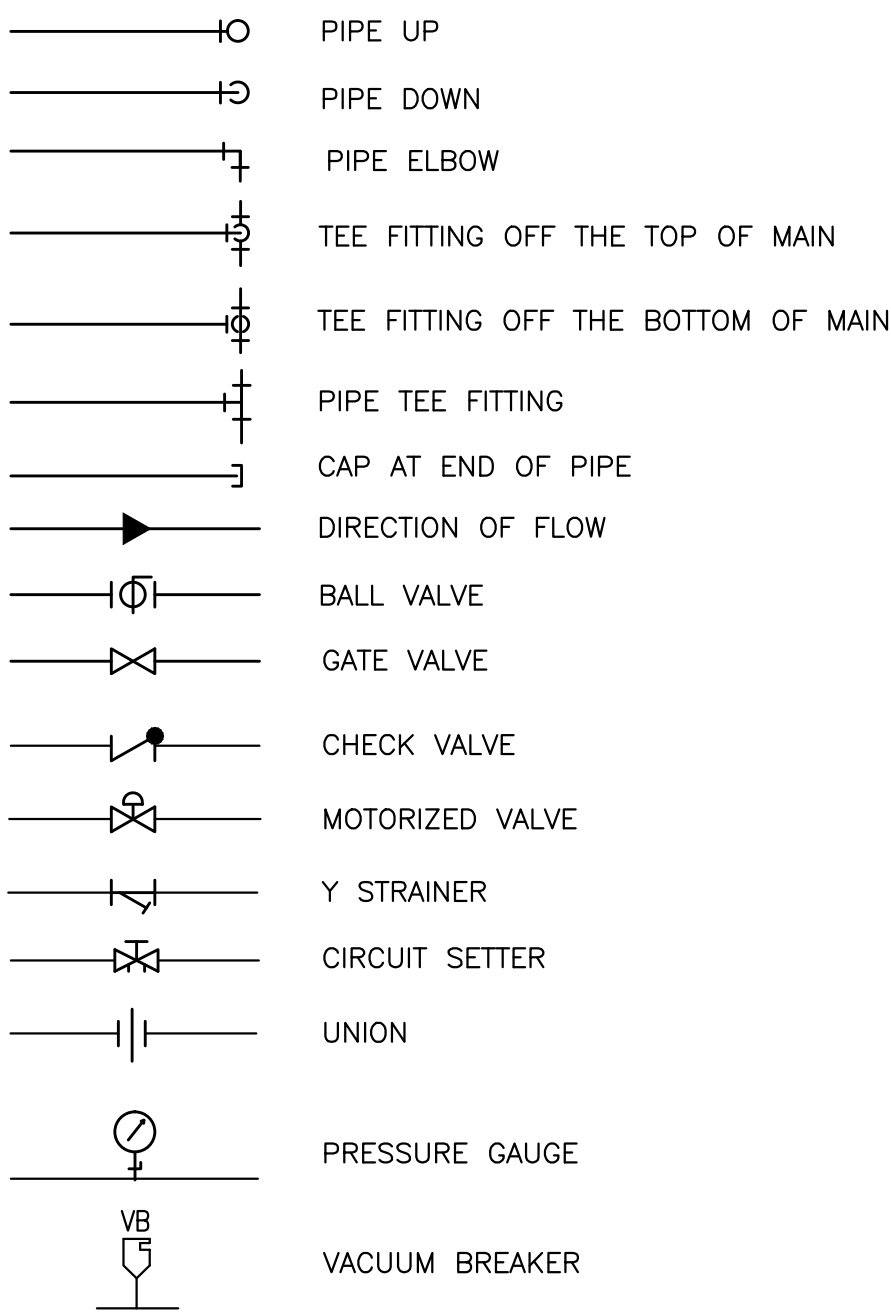 PIPE UP
PIPE DOWN
PIPE ELBOW
TEE FITTING OFF THE TOP OF MAIN
TEE FITTING OFF THE BOTTOM OF MAIN
PIPE TEE FITTING
CAP AT END OF PIPE
DIRECTION OF FLOW
BALL VALVE
GATE VALVE
CHECK VALVE
MOTORIZED VALVE
Y STRAINER
CIRCUIT SETTER
UNION
PRESSURE GAUGE
VB
VACUUM BREAKER